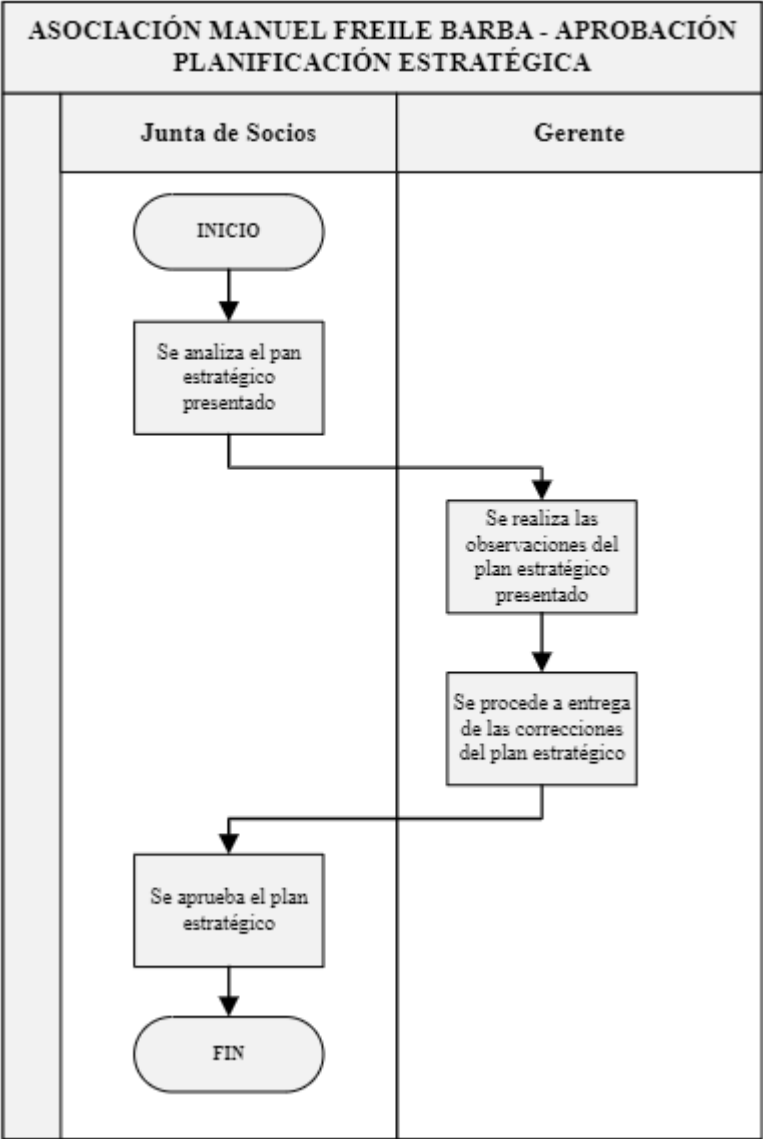 ASOCIACIÓN MANUEL FREILE BARBA - APROBACIÓN
PLANIFICACIÓN ESTRATÉGICA
Junta de Socios
Gerente
INICIO
Se analiza el pan
estratégico
presentado
Se realiza las
observaciones del
plan estratégico
presentado
Se procede a entrega
de las correcciones
del plan estratégico
Se aprueba el plan
estratégico
FIN